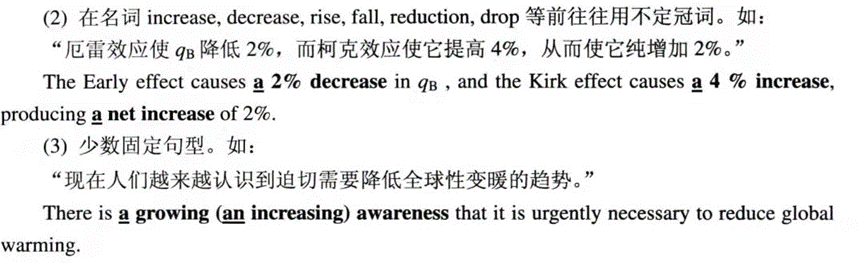 (2) 在名词 increase, decrease, rise, fall, reduction, drop 等前往往用不定冠词。如：
“厄雷效应使 qB 降低 2%，而柯克效应使它提高 4%，从而使它纯增加 2%。”
The Early effect causes a 2% decrease in qB , and the Kirk effect causes a 4 % increase,
producing a net increase of 2%.
(3) 少数固定句型。如：
“现在人们越来越认识到迫切需要降低全球性变暖的趋势。”
There is a growing (an increasing) awareness that it is urgently necessary to reduce global
warming.